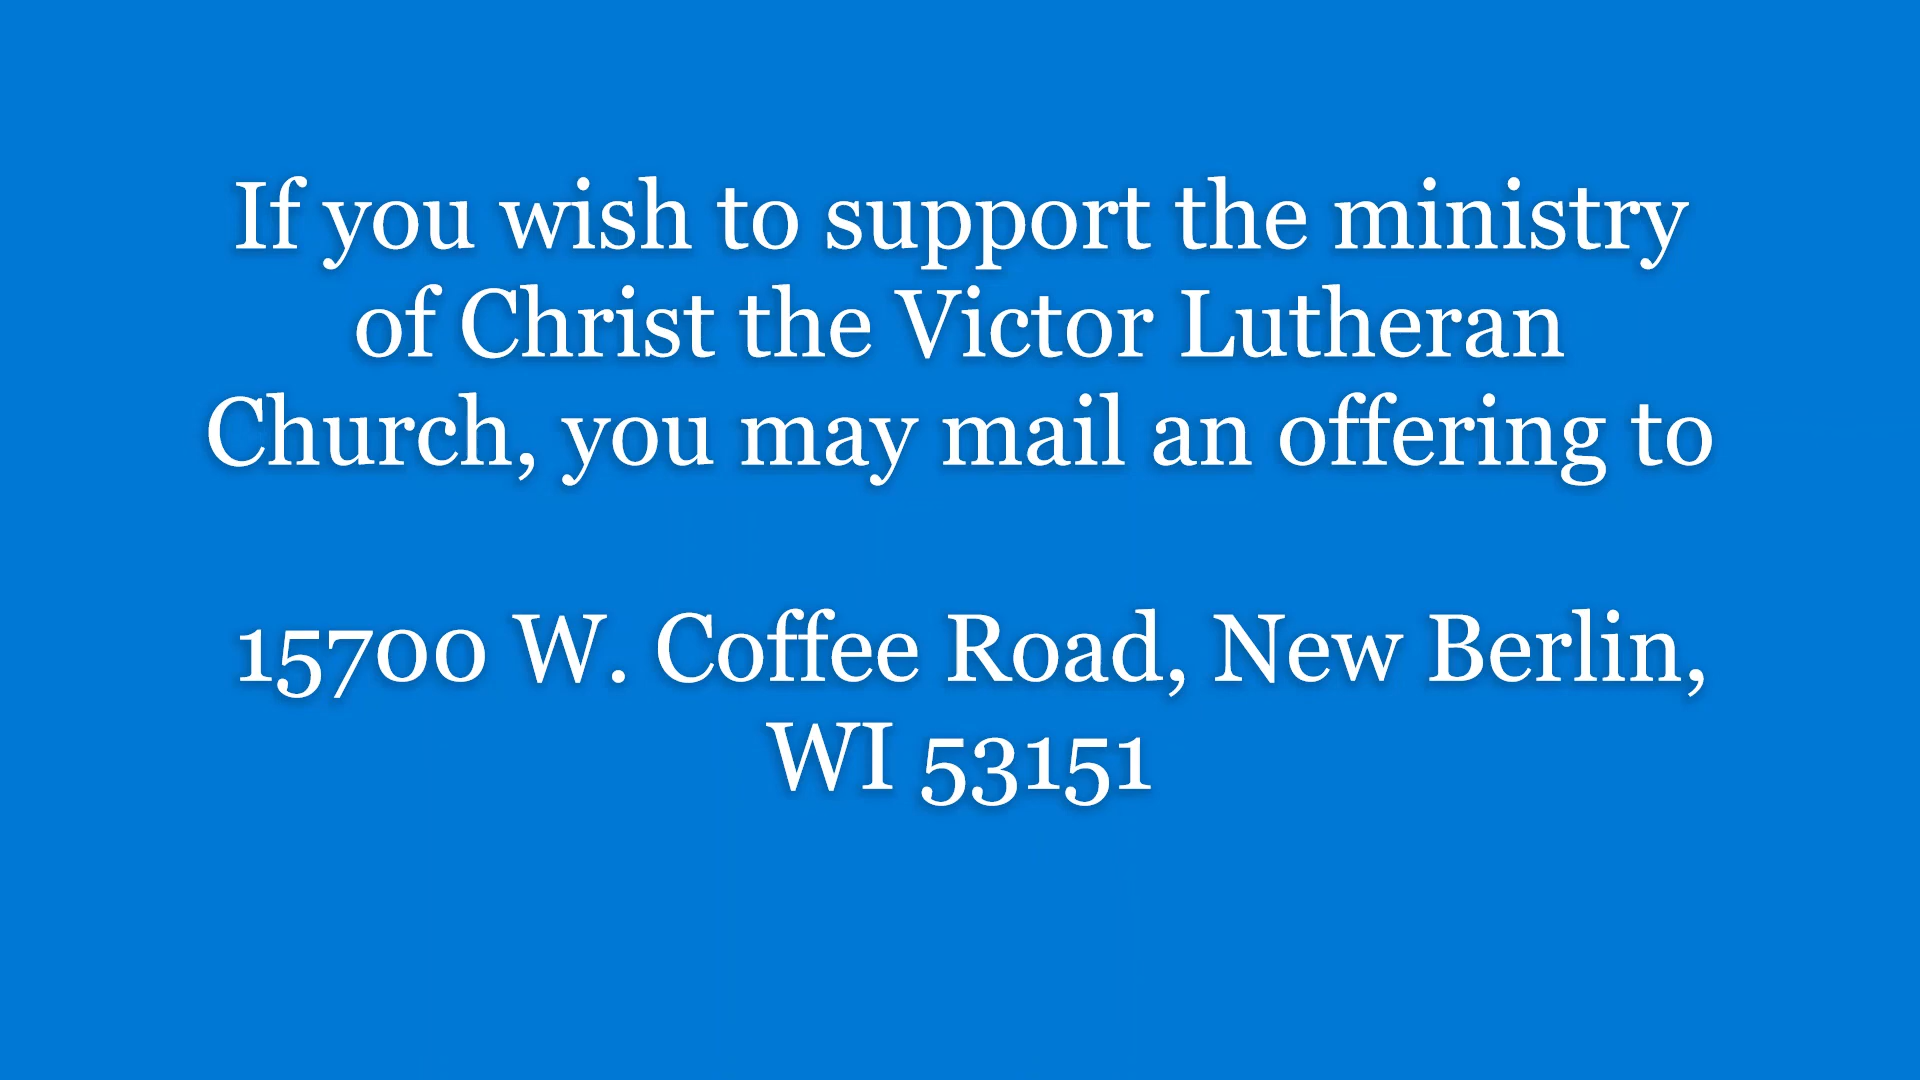 If you wish to support the ministry
of Christ the Victor Lutheran
Church, you may mail an offering to
15700 W. Coffee Road, New Berlin,
WI 53151